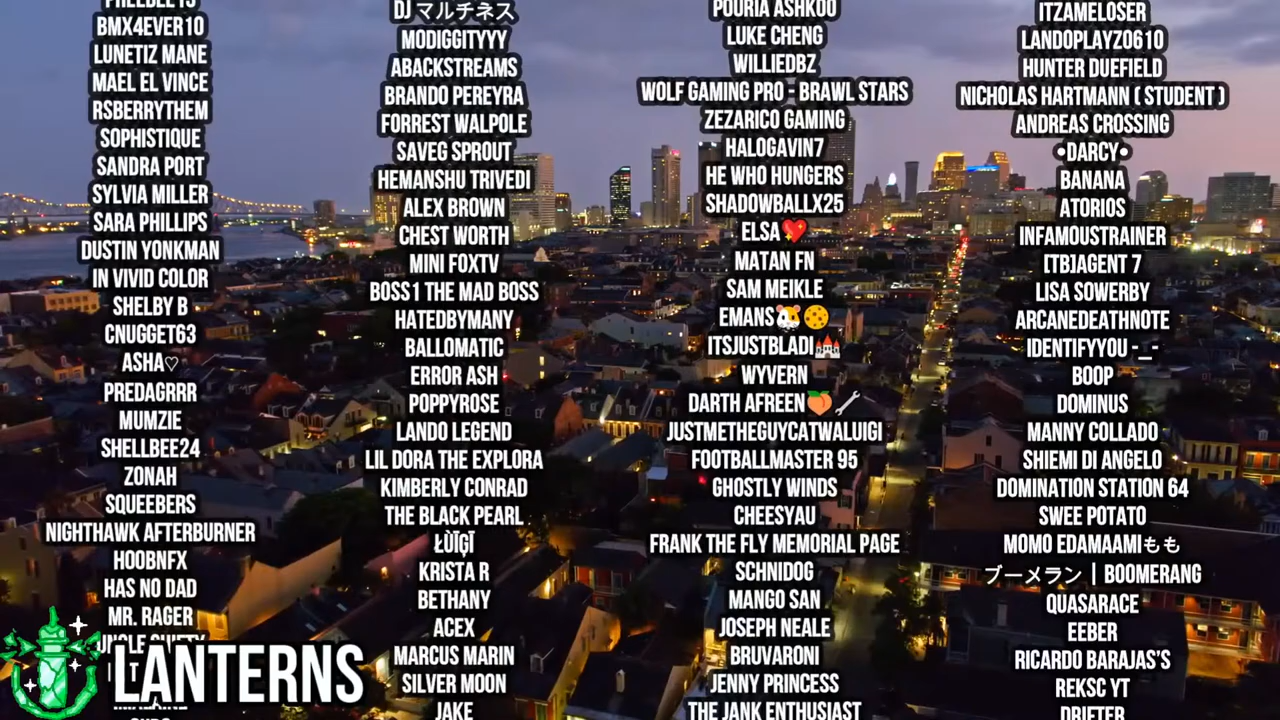 FREEBEE15
BMX4EVER10
LUNETIZ MANE
MAEL EL VINCE
RSBERRYTHEM
SOPHISTIQUE
SANDRA PORT
SYLVIA MILLER
SARA PHILLIPS
DUSTIN YONKMAN
IN VIVID COLOR
SHELBY B
CNUGGET63
ASHA♡
PREDAGRRR
MUMZIE
SHELLBEE24
ZONAH
SQUEEBERS
NIGHTHAWK AFTERBURNER
HOOBNFX
HAS NO DAD
MR. RAGER
LANTERNS
DJ マルチネス
MODIGGITYYY
ABACKSTREAMS
BRANDO PEREYRA
FORREST WALPOLE
SAVEG SPROUT
HEMANSHU TRIVEDI
ALEX BROWN
CHEST WORTH
MINI FOXTV
BOSS1 THE MAD BOSS
HATEDBYMANY
BALLOMATIC
ERROR ASH
POPPYROSE
LANDO LEGEND
LIL DORA THE EXPLORA
KIMBERLY CONRAD
THE BLACK PEARL
ŁÙÏĢÏ
KRISTA R
BETHANY
ACEX
MARCUS MARIN
SILVER MOON
JAKE
POURIA ASHKOO
LUKE CHENG
WILLIEDBZ
WOLF GAMING PRO - BRAWL STARS
ZEZARICO GAMING
HALOGAVIN7
HE WHO HUNGERS
SHADOWBALLX25
ELSA💖
MATAN FN
SAM MEIKLE
EMANS🐹🍪
ITSJUSTBLADI🏰
WYVERN
DARTH AFREEN🍑🔧
JUSTMETHEGUYCATWALUIGI
FOOTBALLMASTER 95
GHOSTLY WINDS
CHEESYAU
FRANK THE FLY MEMORIAL PAGE
SCHNIDOG
MANGO SAN
JOSEPH NEALE
BRUVARONI
JENNY PRINCESS
THE JANK ENTHUSIAST
ITZAMELOSER
LANDOPLAYZ0610
HUNTER DUEFIELD
NICHOLAS HARTMANN ( STUDENT )
ANDREAS CROSSING
•DARCY•
BANANA
ATORIOS
INFAMOUSTRAINER
[TB]AGENT 7
LISA SOWERBY
ARCANEDEATHNOTE
IDENTIFYYOU -_-
BOOP
DOMINUS
MANNY COLLADO
SHIEMI DI ANGELO
DOMINATION STATION 64
SWEE POTATO
MOMO EDAMAAMIもも
ブーメラン | BOOMERANG
QUASARACE
EEBER
RICARDO BARAJAS'S
REKSC YT
DRIFTER